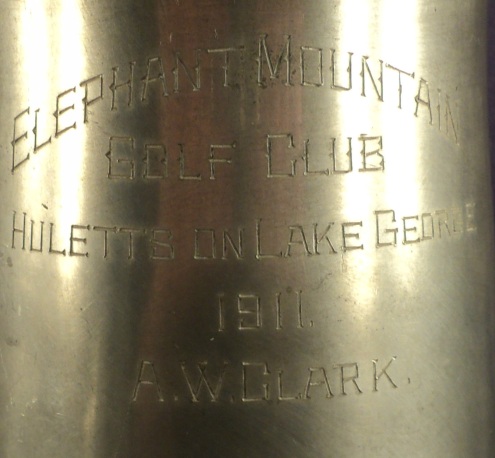 ELEPHANT MOUNTAIN
GOLF CLUB
HULETTS ON LAKE GEORGE
1911.
A.W. CLARK.